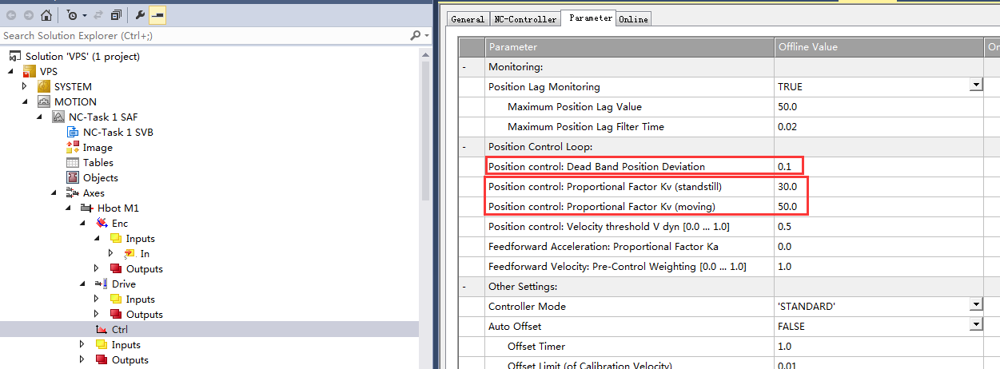 Search Solution Explorer (Ctrl+;)
Solution 'VPS' (1 project)
VPS
SYSTEM
MOTION
NC-Task 1 SAF
NC-Task 1 SVB
Image
Tables
Objects
Axes
Hbot M1
Enc
Inputs
In
Outputs
Drive
Inputs
Outputs
Ctrl
Inputs
Outputs
General NC-Controller Parameter Online
Parameter Offline Value On
- Monitoring:
Position Lag Monitoring TRUE
Maximum Position Lag Value 50.0
Maximum Position Lag Filter Time 0.02
- Position Control Loop:
Position control: Dead Band Position Deviation 0.1
Position control: Proportional Factor Kv (standstill) 30.0
Position control: Proportional Factor Kv (moving) 50.0
Position control: Velocity threshold V dyn [0.0 ... 1.0] 0.5
Feedforward Acceleration: Proportional Factor Ka 0.0
Feedforward Velocity: Pre-Control Weighting [0.0 ... 1.0] 1.0
- Other Settings:
Controller Mode 'STANDARD'
Auto Offset FALSE
Offset Timer 1.0
Offset Limit (of Calibration Velocity) 0.01